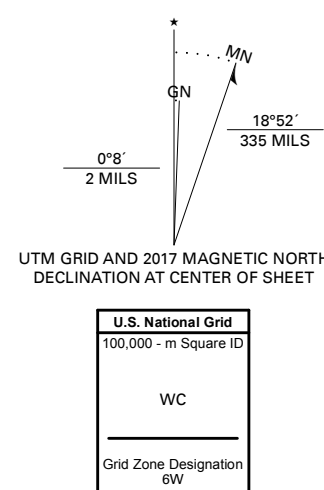 ★
MN
GN
18°52´
335 MILS
0°8´
2 MILS
UTM GRID AND 2017 MAGNETIC NORTH
DECLINATION AT CENTER OF SHEET
U.S. National Grid
100,000 - m Square ID
WC
Grid Zone Designation
6W